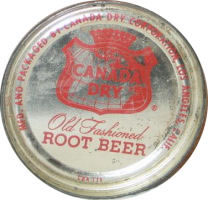 MFD. AND PACKAGED BY CANADA DRY CORPORATION, LOS ANGELES, CALIF.
CANADA
DRY
®
Old Fashioned
ROOT BEER